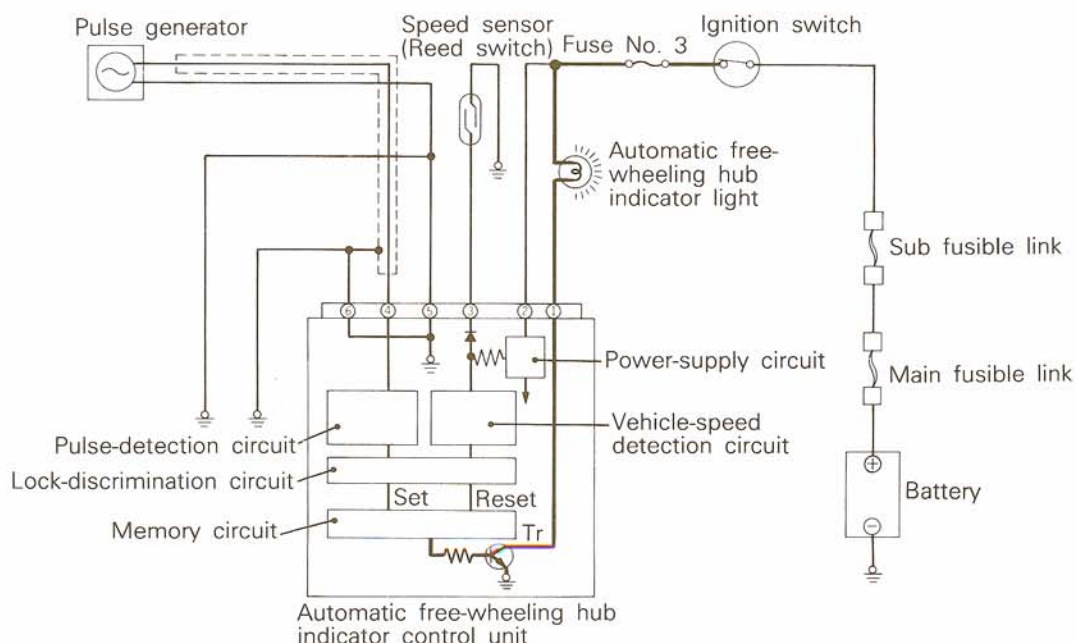 Pulse generator
Speed sensor
(Reed switch)
Fuse No. 3
Ignition switch
Automatic free-
wheeling hub
indicator light
Sub fusible link
6
4
5
3
2
1
Power-supply circuit
Main fusible link
Pulse-detection circuit
Vehicle-speed
detection circuit
Lock-discrimination circuit
Set
Reset
Battery
Memory circuit
Tr
Automatic free-wheeling hub
indicator control unit